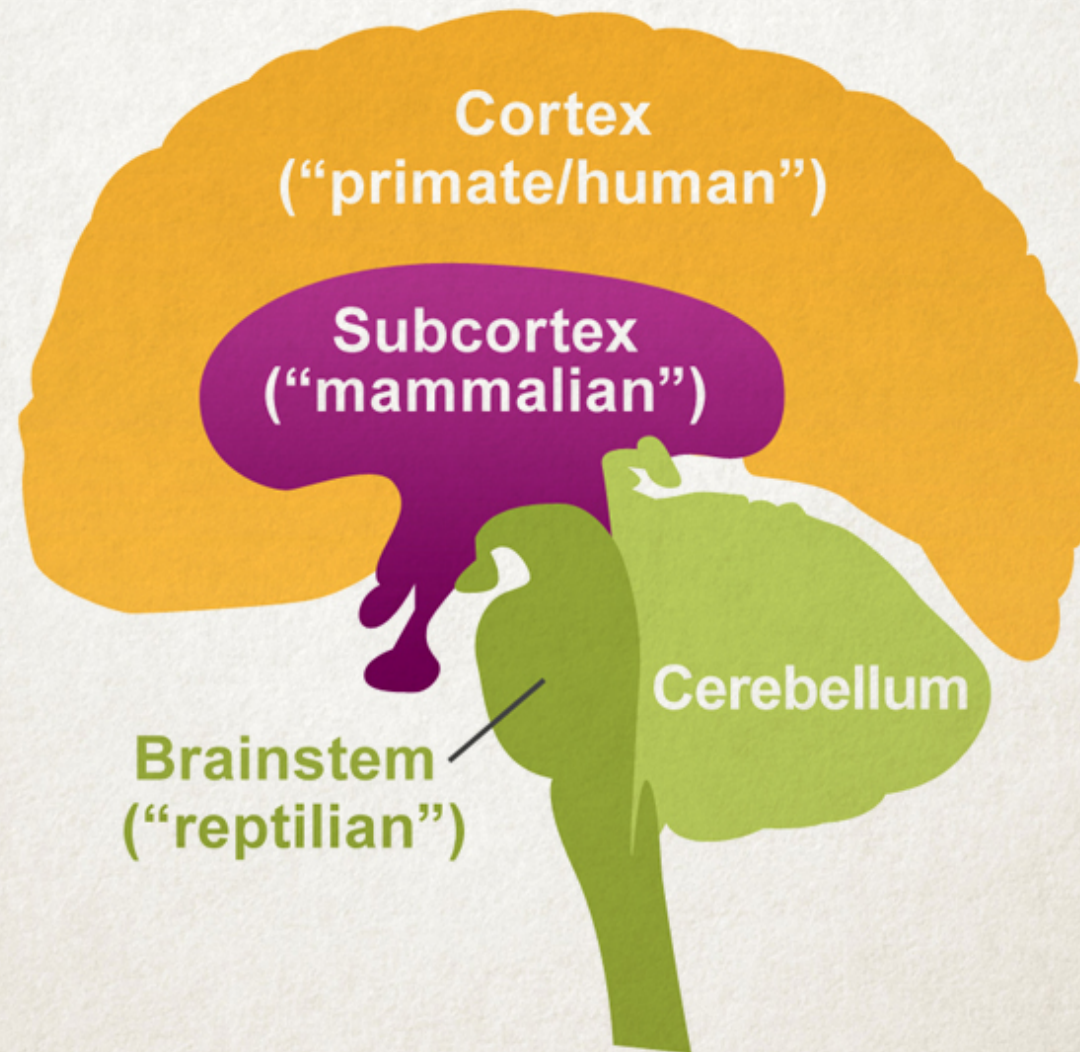 Cortex
(“primate/human”)
Subcortex
(“mammalian”)
Cerebellum
Brainstem
(“reptilian”)